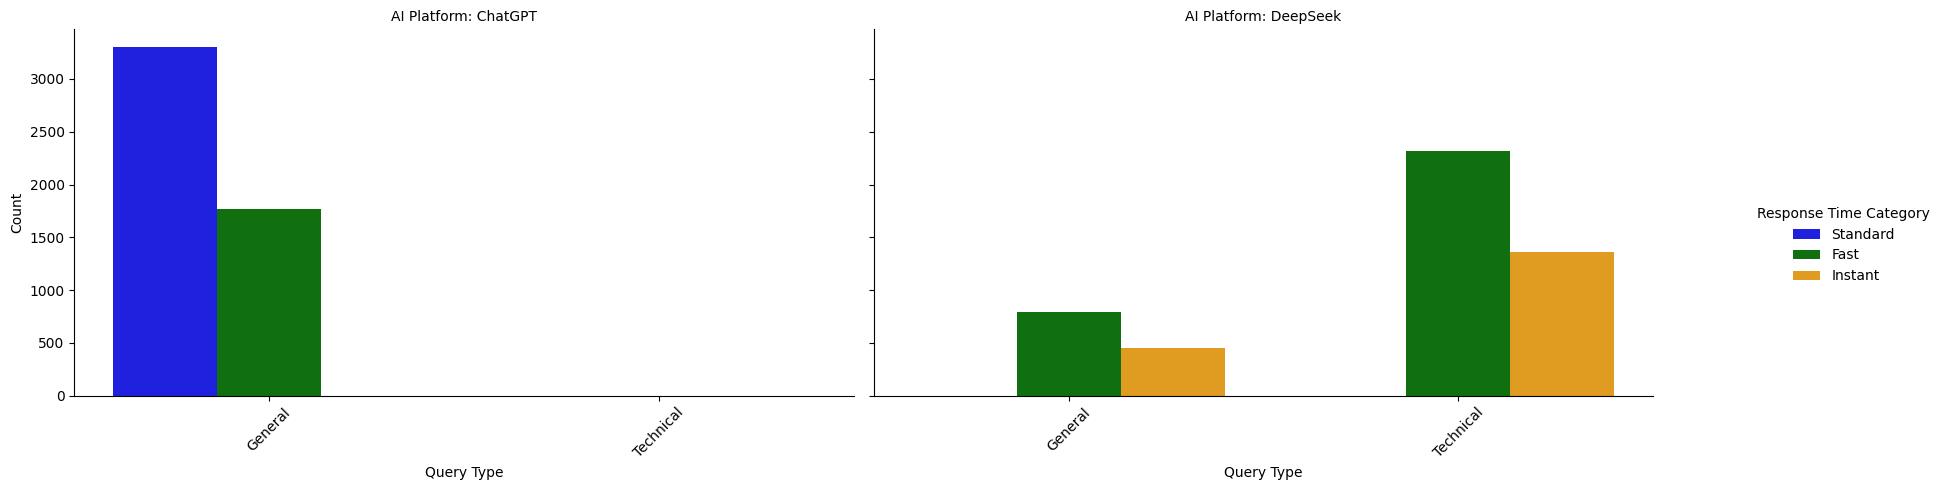 AI Platform: ChatGPT
AI Platform: DeepSeek
3000
2500
2000
1500
1000
500
0
Count
General
Technical
General
Technical
Query Type
Query Type
Response Time Category
Standard
Fast
Instant